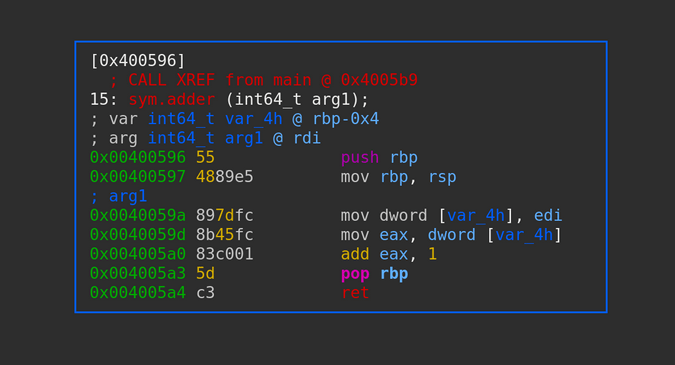 [0x400596]
; CALL XREF from main @ 0x4005b9
15: sym.adder (int64_t arg1);
; var int64_t var_4h @ rbp-0x4
; arg int64_t arg1 @ rdi
0x00400596 55 push rbp
0x00400597 4889e5 mov rbp, rsp
; arg1
0x0040059a 897dfc mov dword [var_4h], edi
0x0040059d 8b45fc mov eax, dword [var_4h]
0x004005a0 83c001 add eax, 1
0x004005a3 5d pop rbp
0x004005a4 c3 ret